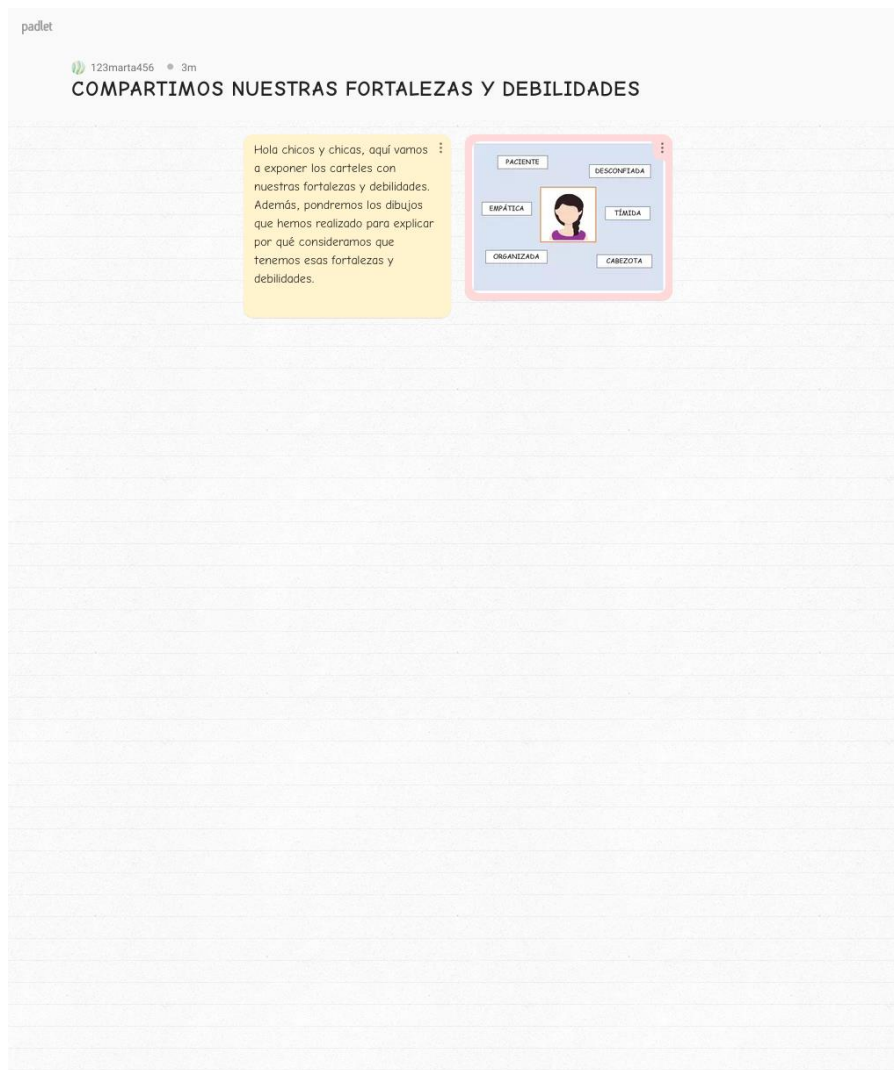 padlet
123marta456 3m
COMPARTIMOS NUESTRAS FORTALEZAS Y DEBILIDADES
Hola chicos y chicas, aquí vamos
a exponer los carteles con
nuestras fortalezas y debilidades.
Además, pondremos los dibujos
que hemos realizado para explicar
por qué consideramos que
tenemos esas fortalezas y
debilidades.
PACIENTE
DESCONFIADA
EMPÁTICA
TÍMIDA
ORGANIZADA
CABEZOTA